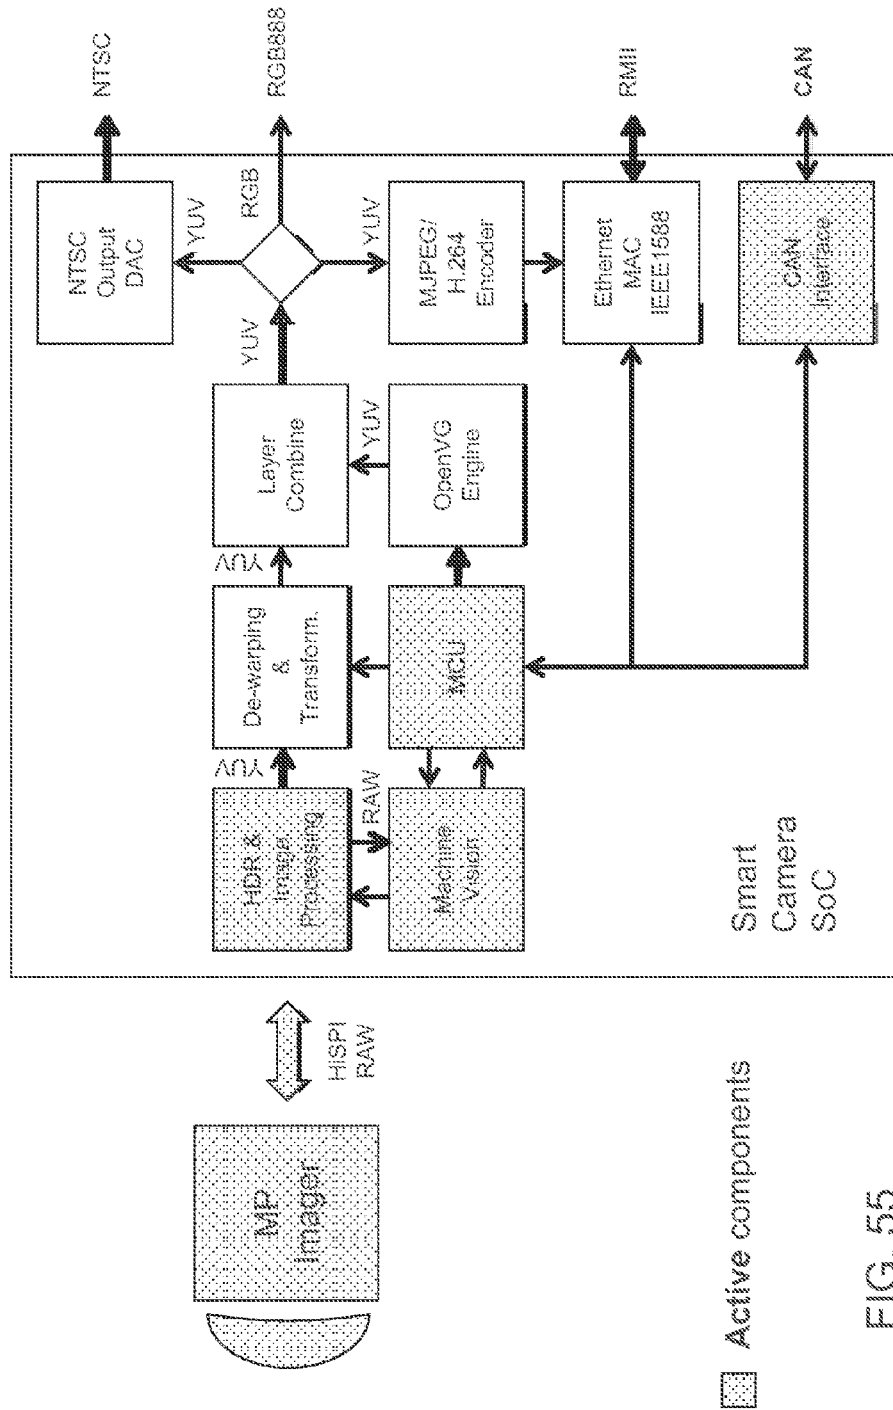 NTSC
RGB888
RMII
CAN
NTSC
Output
DAC
YUV
RGB
YUV
YUV
MJPEG/
H.264
Encoder
Ethernet
MAC
IEEE1588
CAN
Interface
Layer
Combine
YUV
OpenVG
Engine
YUV
De-warping
&
Transform.
MCU
YUV
HDR &
Image
Processing
RAW
Machine
Vision
Smart
Camera
SoC
HiSPI
RAW
MP
Imager
Active components
FIG. 55